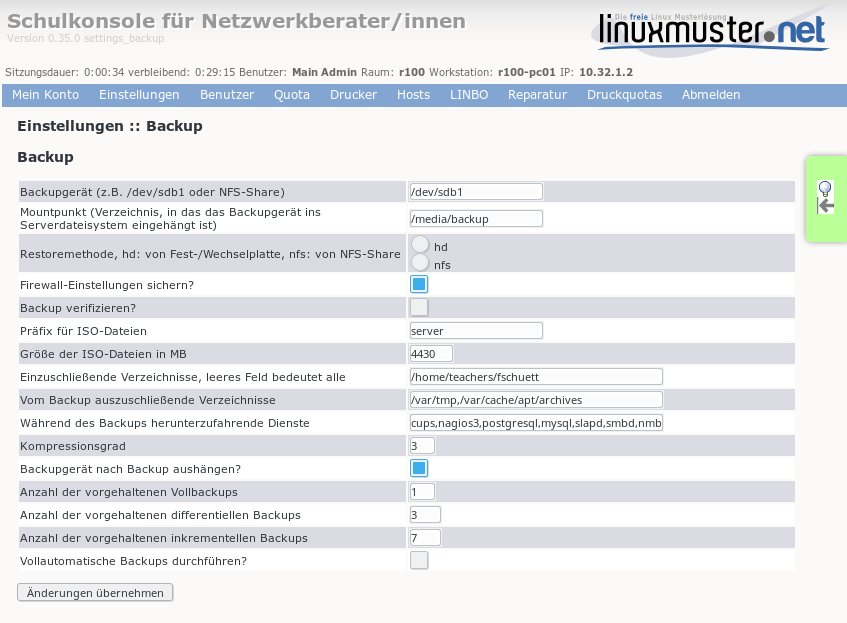 Schulkonsole für Netzwerkberater/innen
Version 0.35.0 settings_backup
Die freie Linux Musterlösung
linuxmuster.net
Sitzungsdauer: 0:00:34 verbleibend: 0:29:15 Benutzer: Main Admin Raum: r100 Workstation: r100-pc01 IP: 10.32.1.2
Mein Konto Einstellungen Benutzer Quota Drucker Hosts LINBO Reparatur Druckquotas Abmelden
Einstellungen :: Backup
Backup
Backupgerät (z.B. /dev/sdb1 oder NFS-Share) /dev/sdb1
Mountpunkt (Verzeichnis, in das das Backupgerät ins
Serverdateisystem eingehängt ist) /media/backup
Restoremethode, hd: von Fest-/Wechselplatte, nfs: von NFS-Share hd
nfs
Firewall-Einstellungen sichern?
Backup verifizieren?
Präfix für ISO-Dateien server
Größe der ISO-Dateien in MB 4430
Einzuschließende Verzeichnisse, leeres Feld bedeutet alle /home/teachers/fschuett
Vom Backup auszuschließende Verzeichnisse /var/tmp,/var/cache/apt/archives
Während des Backups herunterzufahrende Dienste cups,nagios3,postgresql,mysql,slapd,smbd,nmb
Kompressionsgrad 3
Backupgerät nach Backup aushängen?
Anzahl der vorgehaltenen Vollbackups 1
Anzahl der vorgehaltenen differentiellen Backups 3
Anzahl der vorgehaltenen inkrementellen Backups 7
Vollautomatische Backups durchführen?
Änderungen übernehmen